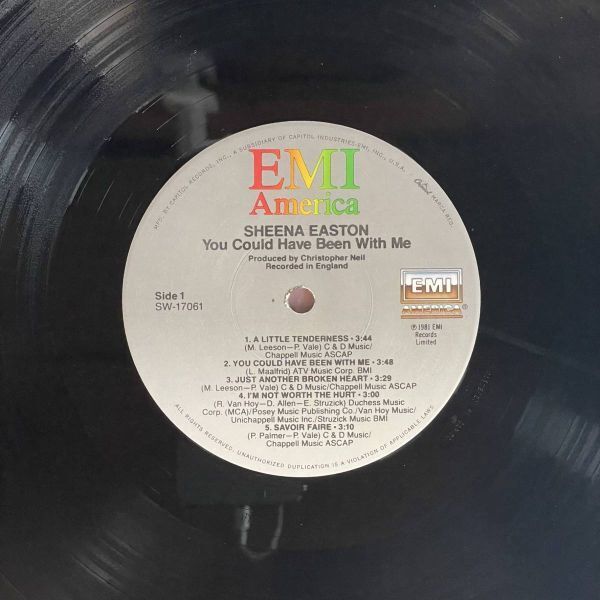 MFG. BY CAPITOL RECORDS, INC., A SUBSIDIARY OF CAPITOL INDUSTRIES-EMI, INC., U.S.A.
Capitol MARCA REG.
EMI
America
SHEENA EASTON
You Could Have Been With Me
Produced by Christopher Neil
Recorded in England
Side 1
SW-17061
EMI
AMERICA®
℗ 1981 EMI
Records
Limited
1. A LITTLE TENDERNESS • 3:44
(M. Leeson—P. Vale) C & D Music/
Chappell Music ASCAP
2. YOU COULD HAVE BEEN WITH ME • 3:48
(L. Maalfrid) ATV Music Corp. BMI
3. JUST ANOTHER BROKEN HEART • 3:29
(M. Leeson—P. Vale) C & D Music/Chappell Music ASCAP
4. I'M NOT WORTH THE HURT • 3:00
(R. Van Hoy—D. Allen—E. Struzick) Duchess Music
Corp. (MCA)/Posey Music Publishing Co./Van Hoy Music/
Unichappell Music Inc./Struzick Music BMI
5. SAVOIR FAIRE • 3:10
(P. Palmer—P. Vale) C & D Music/
Chappell Music ASCAP
ALL RIGHTS RESERVED. UNAUTHORIZED DUPLICATION IS A VIOLATION OF APPLICABLE LAWS.